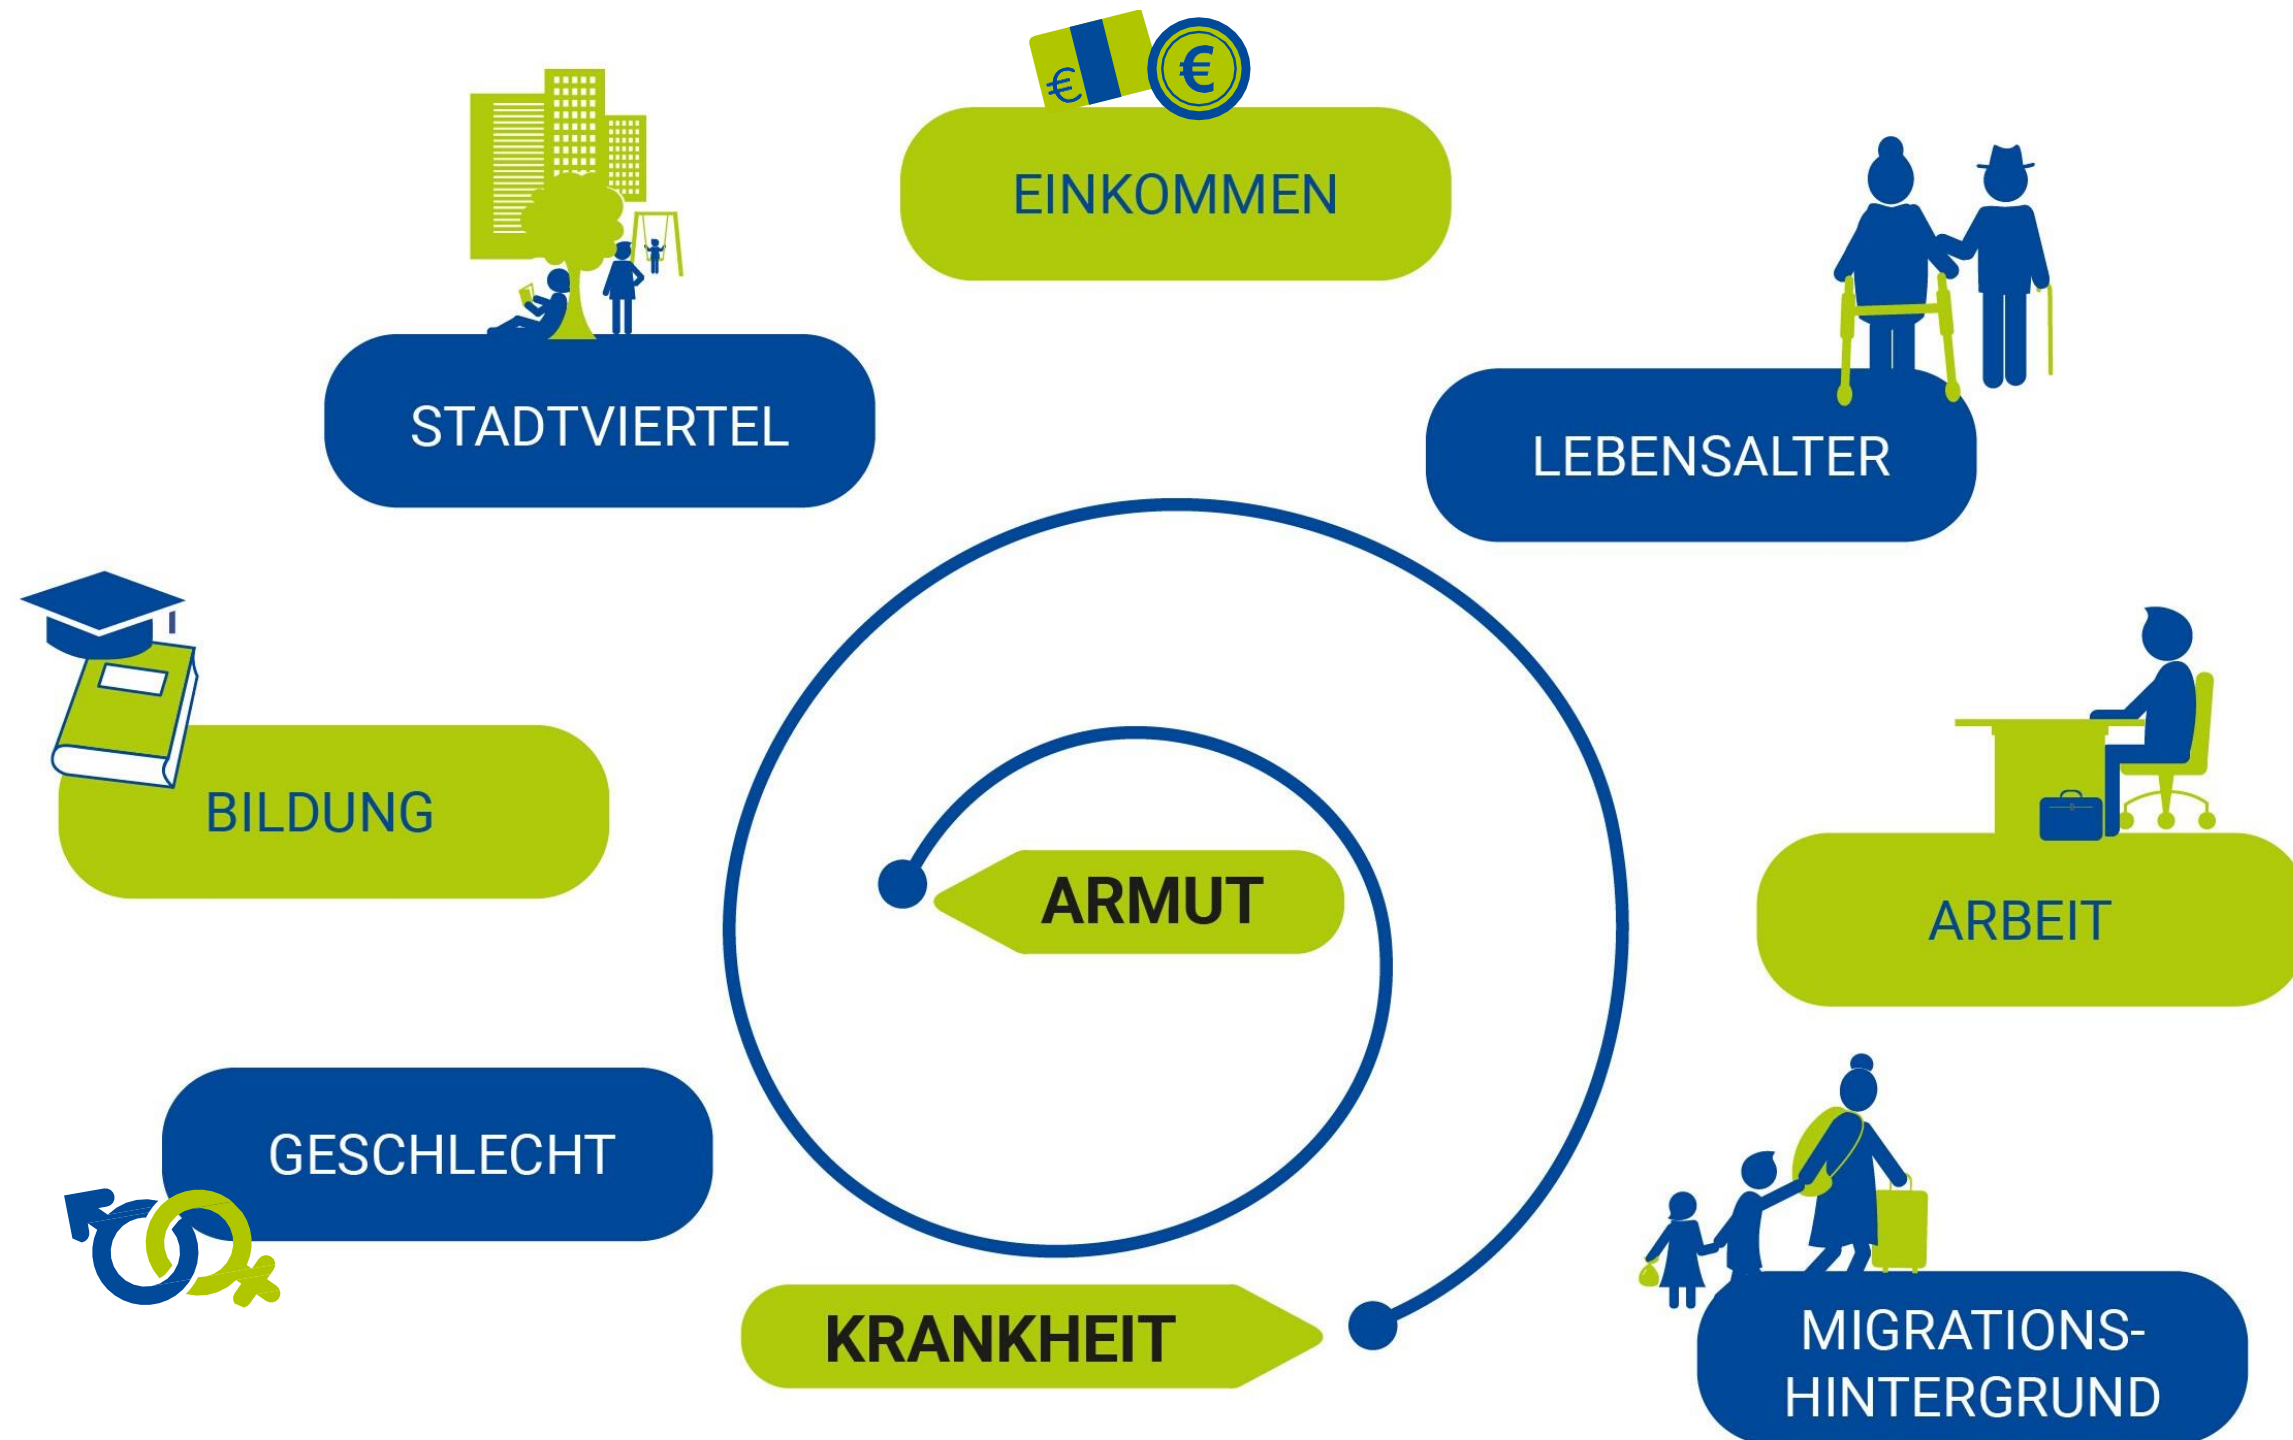 € €
EINKOMMEN
STADTVIERTEL
LEBENSALTER
BILDUNG
ARMUT
ARBEIT
GESCHLECHT
KRANKHEIT
MIGRATIONS-
HINTERGRUND